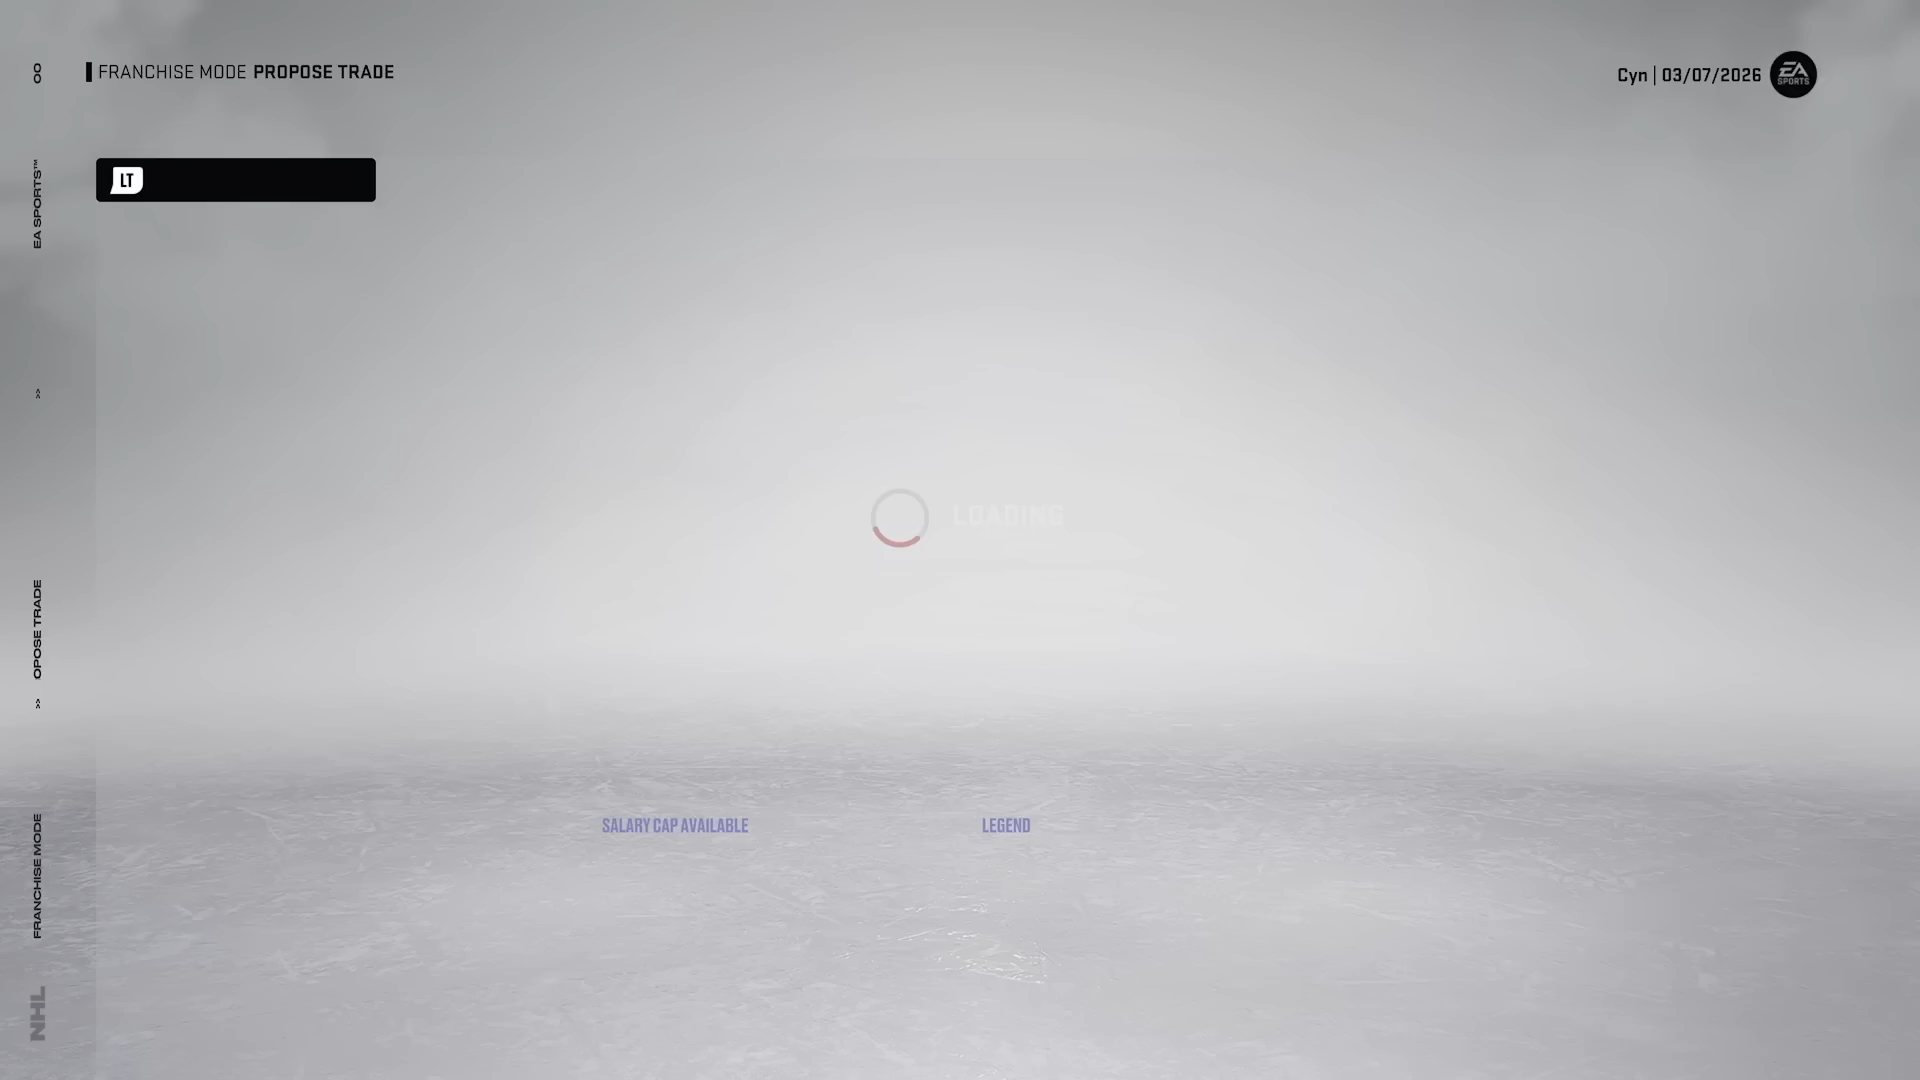 FRANCHISE MODE PROPOSE TRADE
Cyn | 03/07/2026
EA SPORTS
LT
LOADING
SALARY CAP AVAILABLE
LEGEND
NHL
FRANCHISE MODE
>>
OPOSE TRADE
>>
EA SPORTS™
00